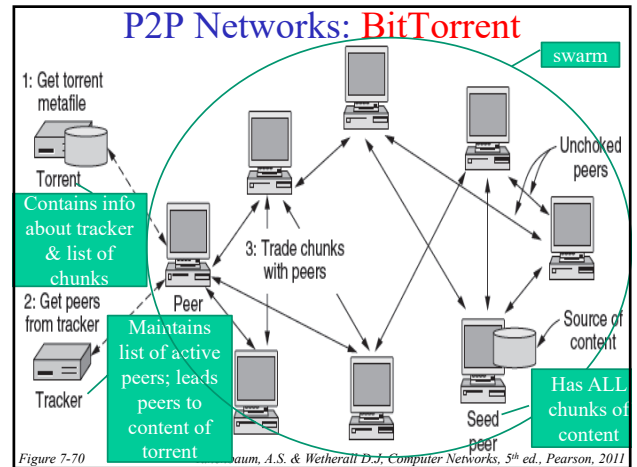 P2P Networks: BitTorrent
swarm
1: Get torrent
metafile
Torrent
Contains info
about tracker
& list of
chunks
Unchoked
peers
3: Trade chunks
with peers
Peer
2: Get peers
from tracker
Tracker
Maintains
list of active
peers; leads
peers to
content of
torrent
Source of
content
Seed
peer
Has ALL
chunks of
content
Figure 7-70
baum, A.S. & Wetherall D.J, Computer Networks, 5th ed., Pearson, 2011